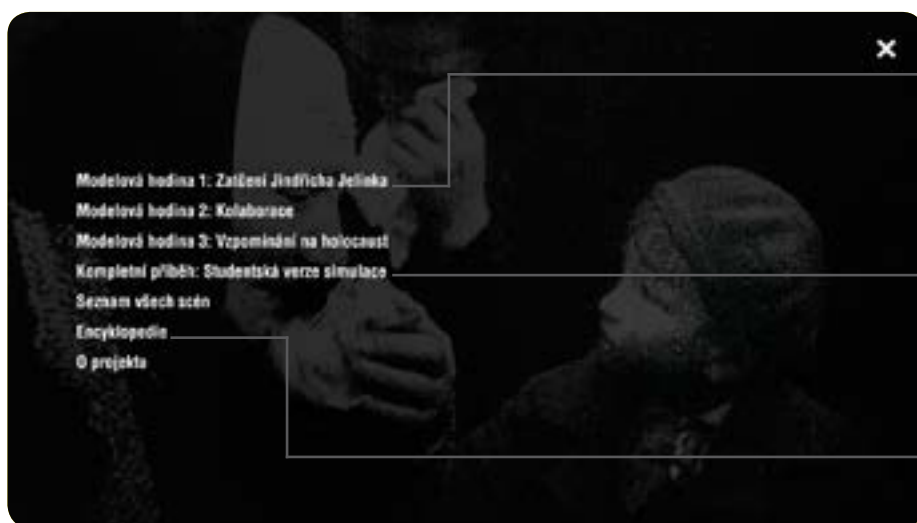 Modelová hodina 1: Zatčení Jindřicha Jelínka
Modelová hodina 2: Kolaborace
Modelová hodina 3: Vzpomínání na holocaust
Kompletní příběh: Studentská verze simulace
Seznam všech scén
Encyklopedie
O projektu